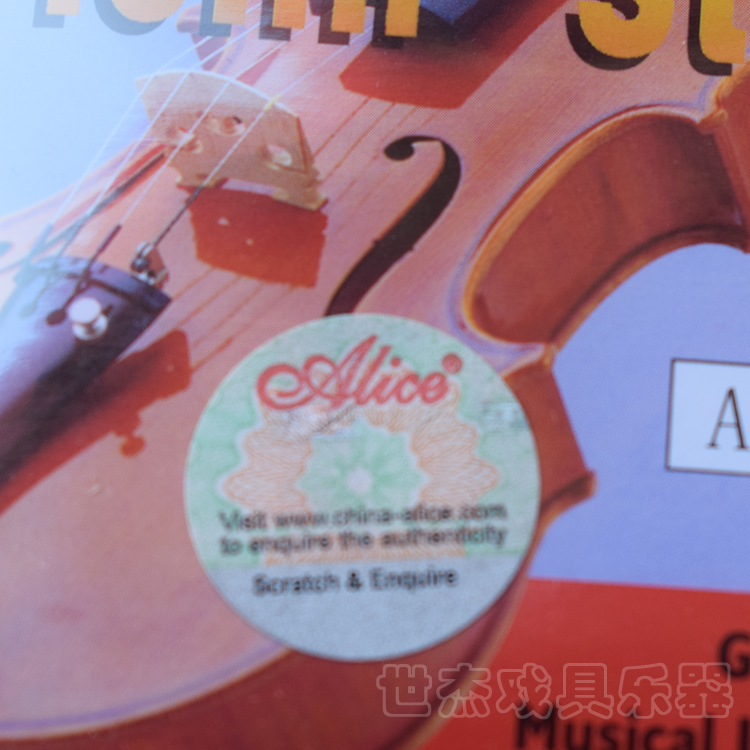 Alice®
A
Visit www.china-alice.com
to enquire the authenticity
Scratch & Enquire
G
世杰戏具乐器
Musical